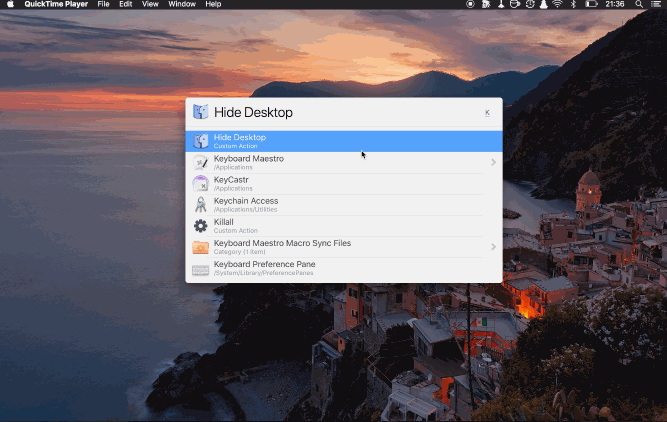 QuickTime Player File Edit View Window Help 21:36
Hide Desktop K
Hide Desktop
Custom Action
Keyboard Maestro
/Applications
KeyCastr
/Applications
Keychain Access
/Applications/Utilities
Killall
Custom Action
Keyboard Maestro Macro Sync Files
Category (1 item)
Keyboard Preference Pane
/System/Library/PreferencePanes